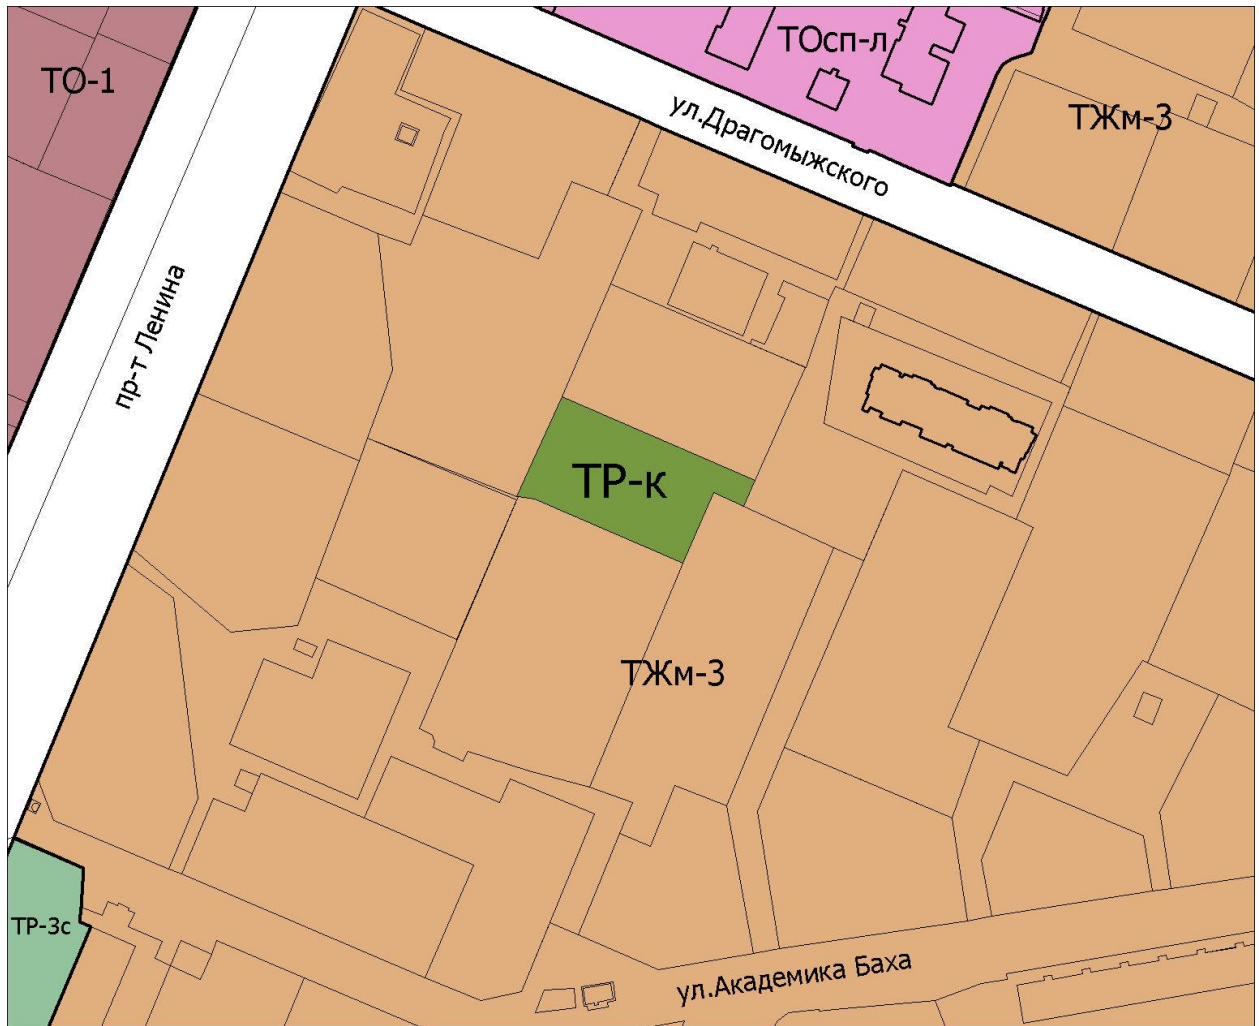 ТОсп-л
ТО-1
ТЖм-3
ул.Драгомыжского
пр-т Ленина
ТР-к
ТЖм-3
ТР-3с
ул.Академика Баха